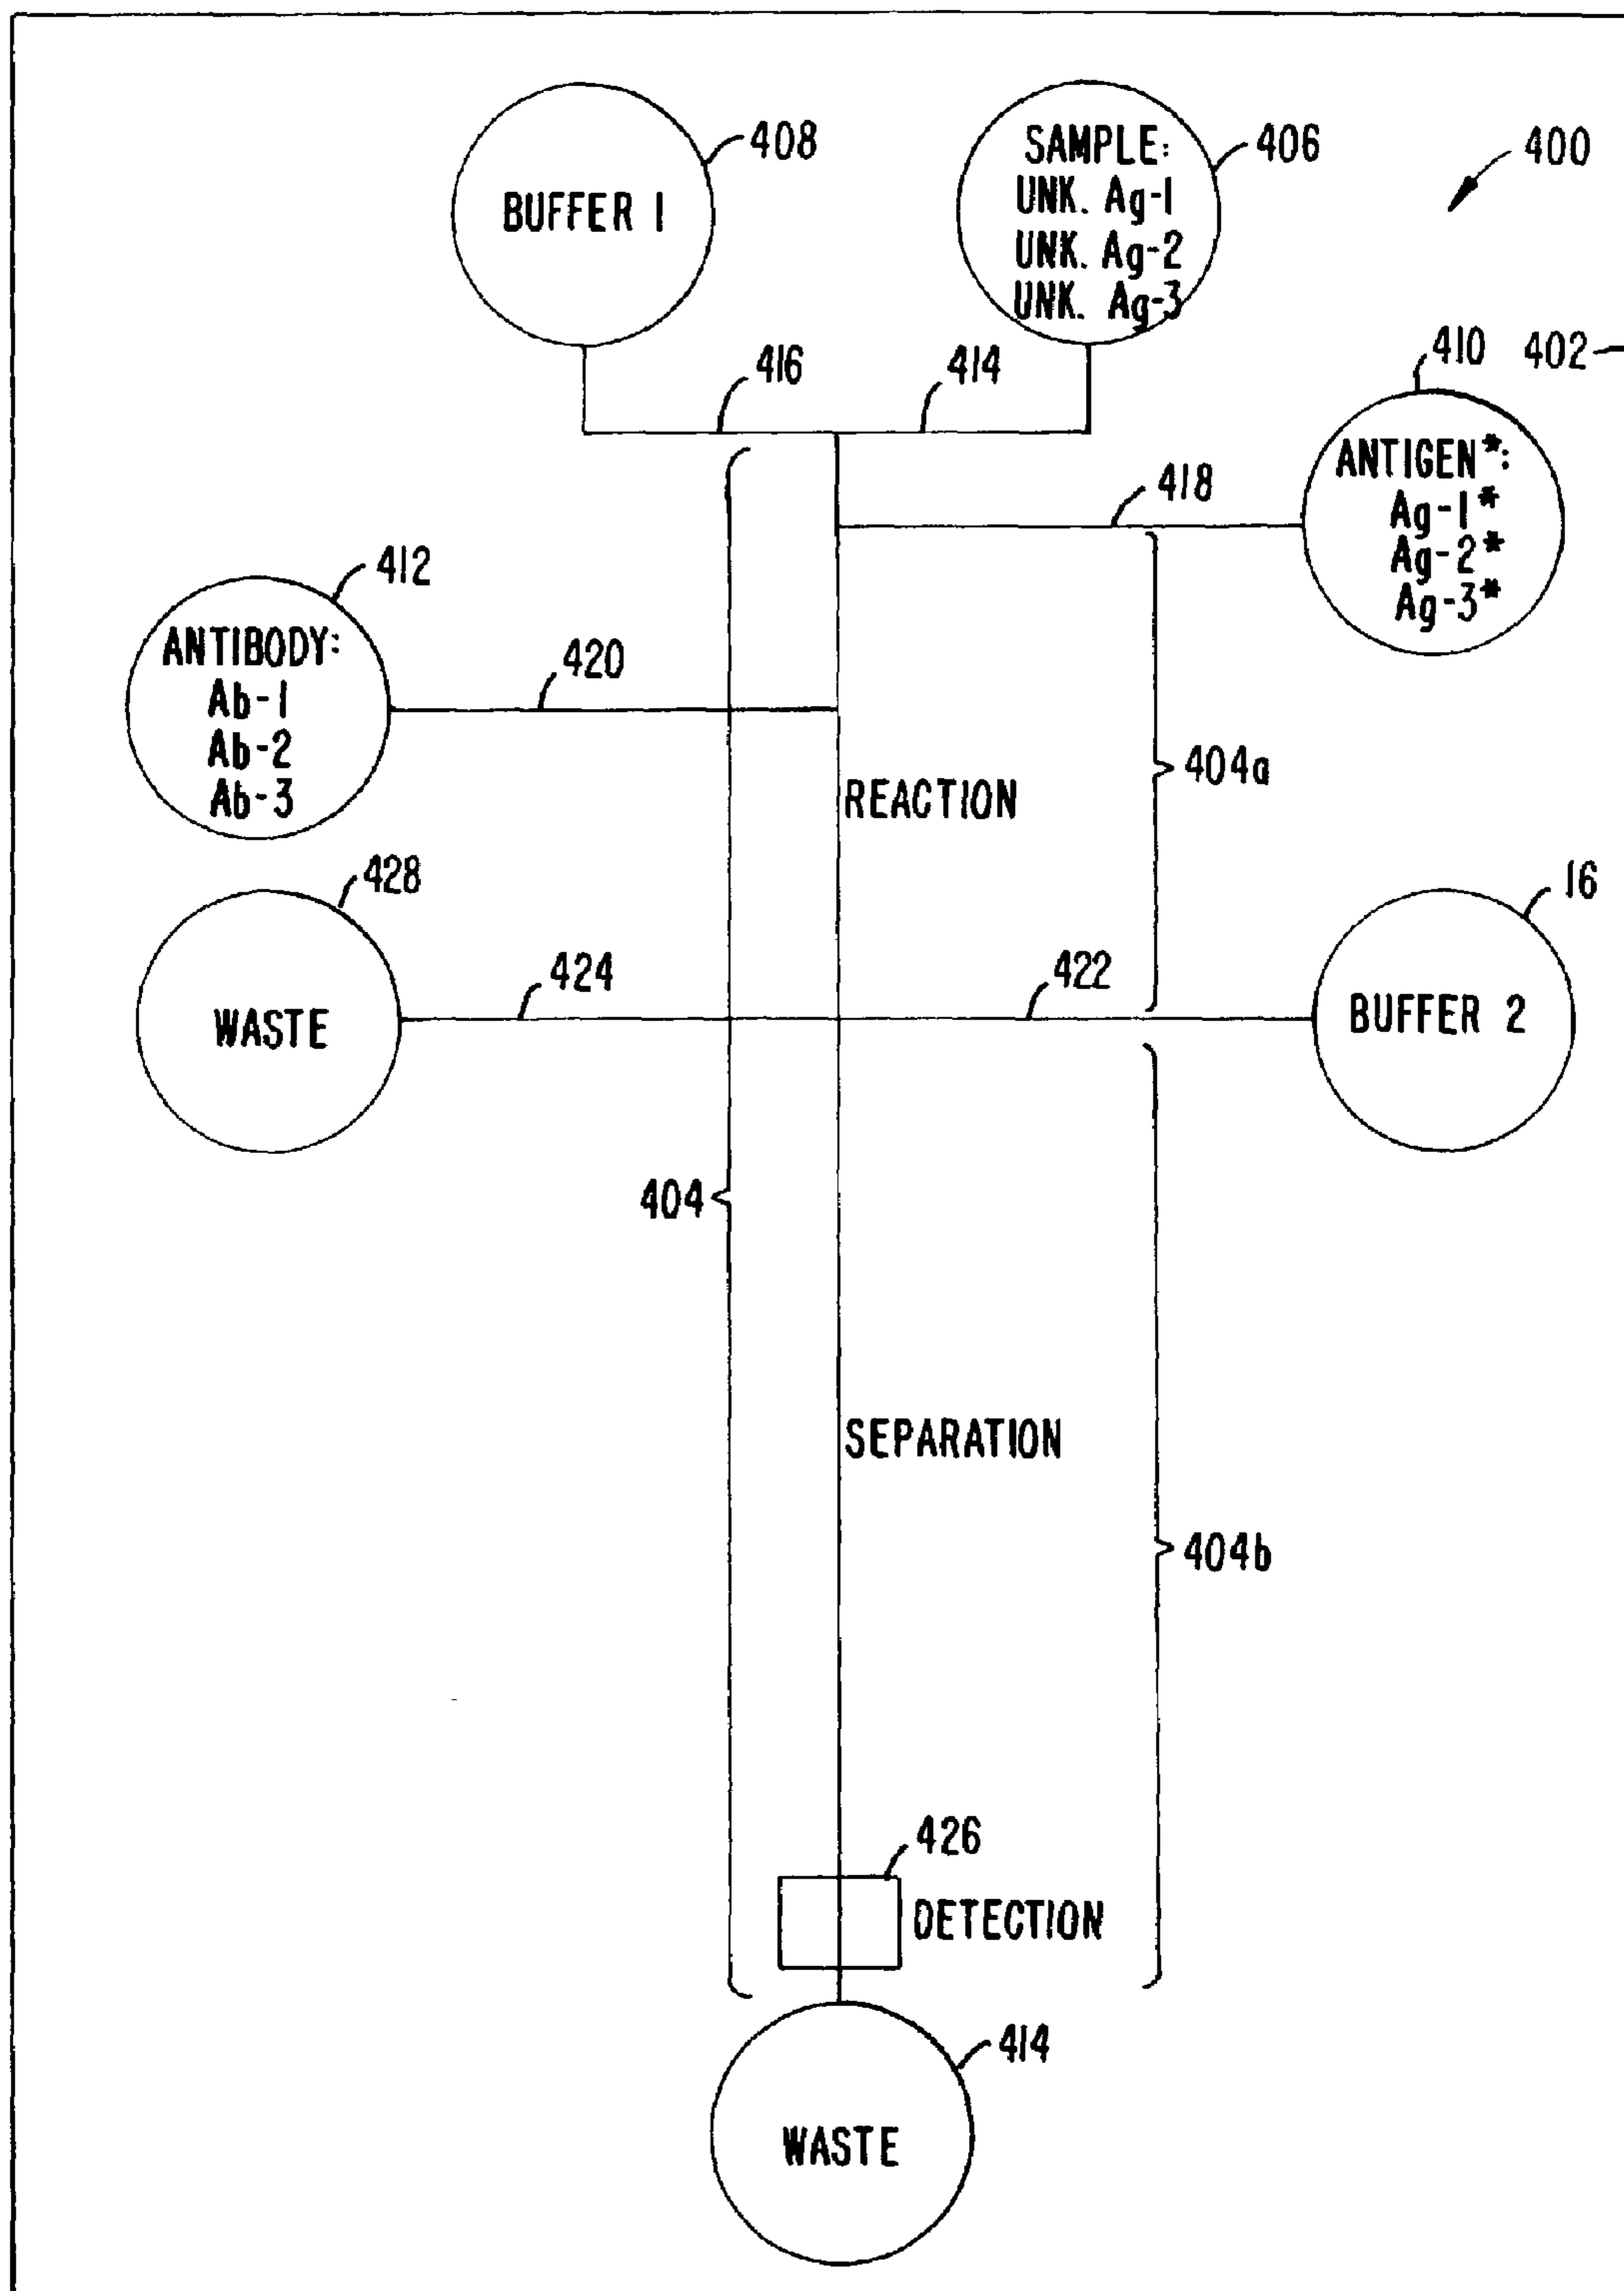 408
BUFFER 1
SAMPLE:
UNK. Ag-1
UNK. Ag-2
UNK. Ag-3
406
400
416
414
410
402
ANTIGEN*:
Ag-1*
Ag-2*
Ag-3*
418
412
ANTIBODY:
Ab-1
Ab-2
Ab-3
420
REACTION
404a
428
WASTE
424
422
16
BUFFER 2
404
SEPARATION
404b
426
DETECTION
414
WASTE